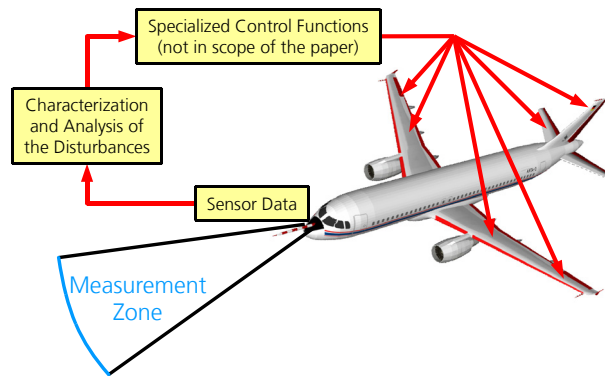 Specialized Control Functions
(not in scope of the paper)
Characterization
and Analysis of
the Disturbances
Sensor Data
Measurement
Zone